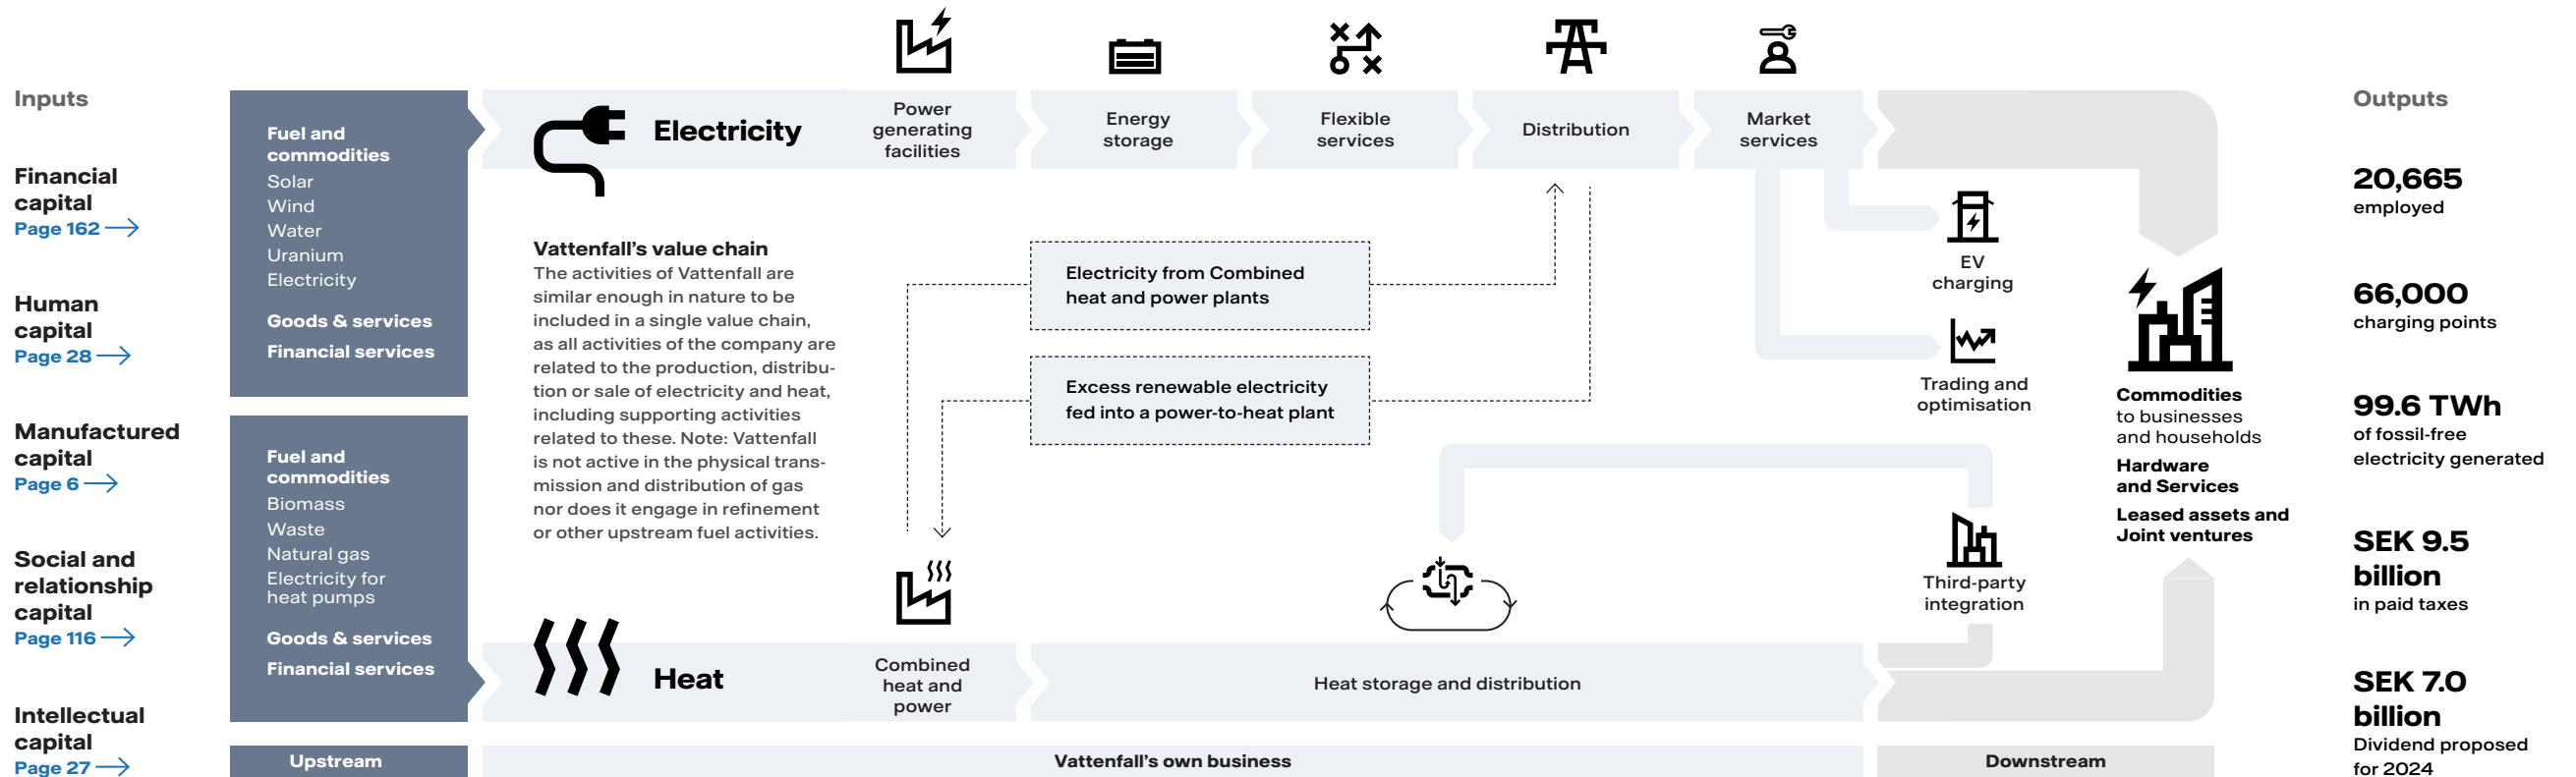 Inputs
Financial
capital
Page 162
Human
capital
Page 28
Manufactured
capital
Page 6
Social and
relationship
capital
Page 116
Intellectual
capital
Page 27
Fuel and
commodities
Solar
Wind
Water
Uranium
Electricity
Goods & services
Financial services
Fuel and
commodities
Biomass
Waste
Natural gas
Electricity for
heat pumps
Goods & services
Financial services
Upstream
Electricity
Power
generating
facilities
Energy
storage
Flexible
services
Distribution
Market
services
Vattenfall's value chain
The activities of Vattenfall are
similar enough in nature to be
included in a single value chain,
as all activities of the company are
related to the production, distribu-
tion or sale of electricity and heat,
including supporting activities
related to these. Note: Vattenfall
is not active in the physical trans-
mission and distribution of gas
nor does it engage in refinement
or other upstream fuel activities.
Electricity from Combined
heat and power plants
Excess renewable electricity
fed into a power-to-heat plant
EV
charging
Trading and
optimisation
Third-party
integration
Heat
Combined
heat and
power
Heat storage and distribution
Vattenfall's own business
Commodities
to businesses
and households
Hardware
and Services
Leased assets and
Joint ventures
Downstream
Outputs
20,665
employed
66,000
charging points
99.6 TWh
of fossil-free
electricity generated
SEK 9.5
billion
in paid taxes
SEK 7.0
billion
Dividend proposed
for 2024